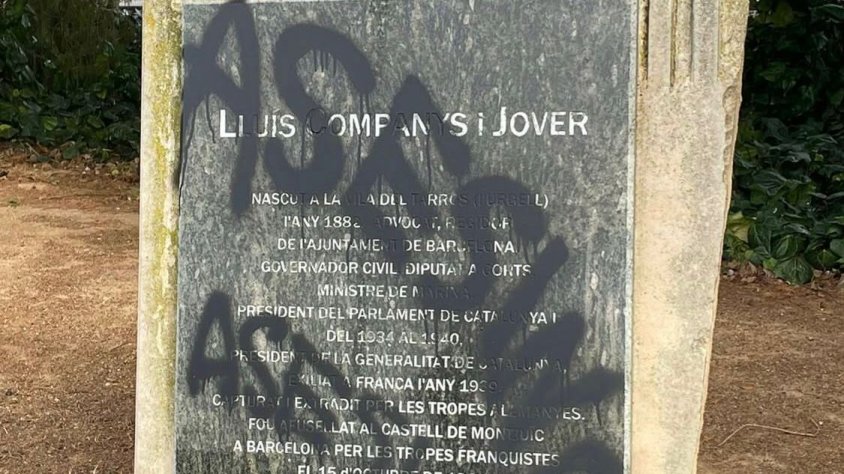 LLUÍS COMPANYS I JOVER
NASCUT A LA VILA DEL TARRÒS (L'URGELL)
L'ANY 1882, ADVOCAT, REGIDOR
DE L'AJUNTAMENT DE BARCELONA,
GOVERNADOR CIVIL, DIPUTAT A CORTS,
MINISTRE DE MARINA,
PRESIDENT DEL PARLAMENT DE CATALUNYA I
DEL 1934 AL 1940,
PRESIDENT DE LA GENERALITAT DE CATALUNYA,
EXILIAT A FRANÇA L'ANY 1939,
CAPTURAT I EXTRADIT PER LES TROPES ALEMANYES.
FOU AFUSELLAT AL CASTELL DE MONTJUÏC
A BARCELONA PER LES TROPES FRANQUISTES
EL 15 d'OCTUBRE DE